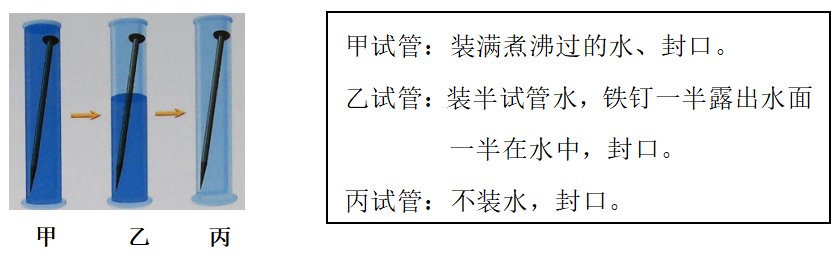 甲试管：装满煮沸过的水、封口。
乙试管：装半试管水，铁钉一半露出水面
一半在水中，封口。
丙试管：不装水，封口。
甲 乙 丙